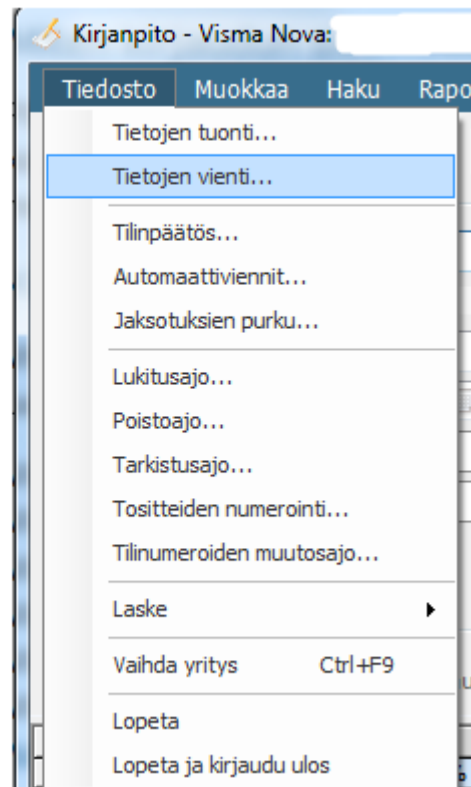 Kirjanpito - Visma Nova:
Tiedosto Muokkaa Haku Rapo
Tietojen tuonti...
Tietojen vienti...
Tilinpäätös...
Automaattiviennit...
Jaksotuksien purku...
Lukitusajo...
Poistoajo...
Tarkistusajo...
Tositteiden numerointi...
Tilinumeroiden muutosajo...
Laske
Vaihda yritys Ctrl+F9
Lopeta
Lopeta ja kirjaudu ulos